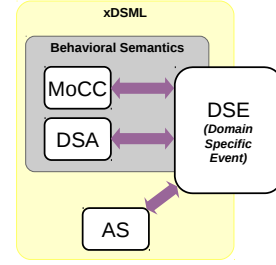 xDSML
Behavioral Semantics
MoCC
DSA
DSE
(Domain
Specific
Event)
AS